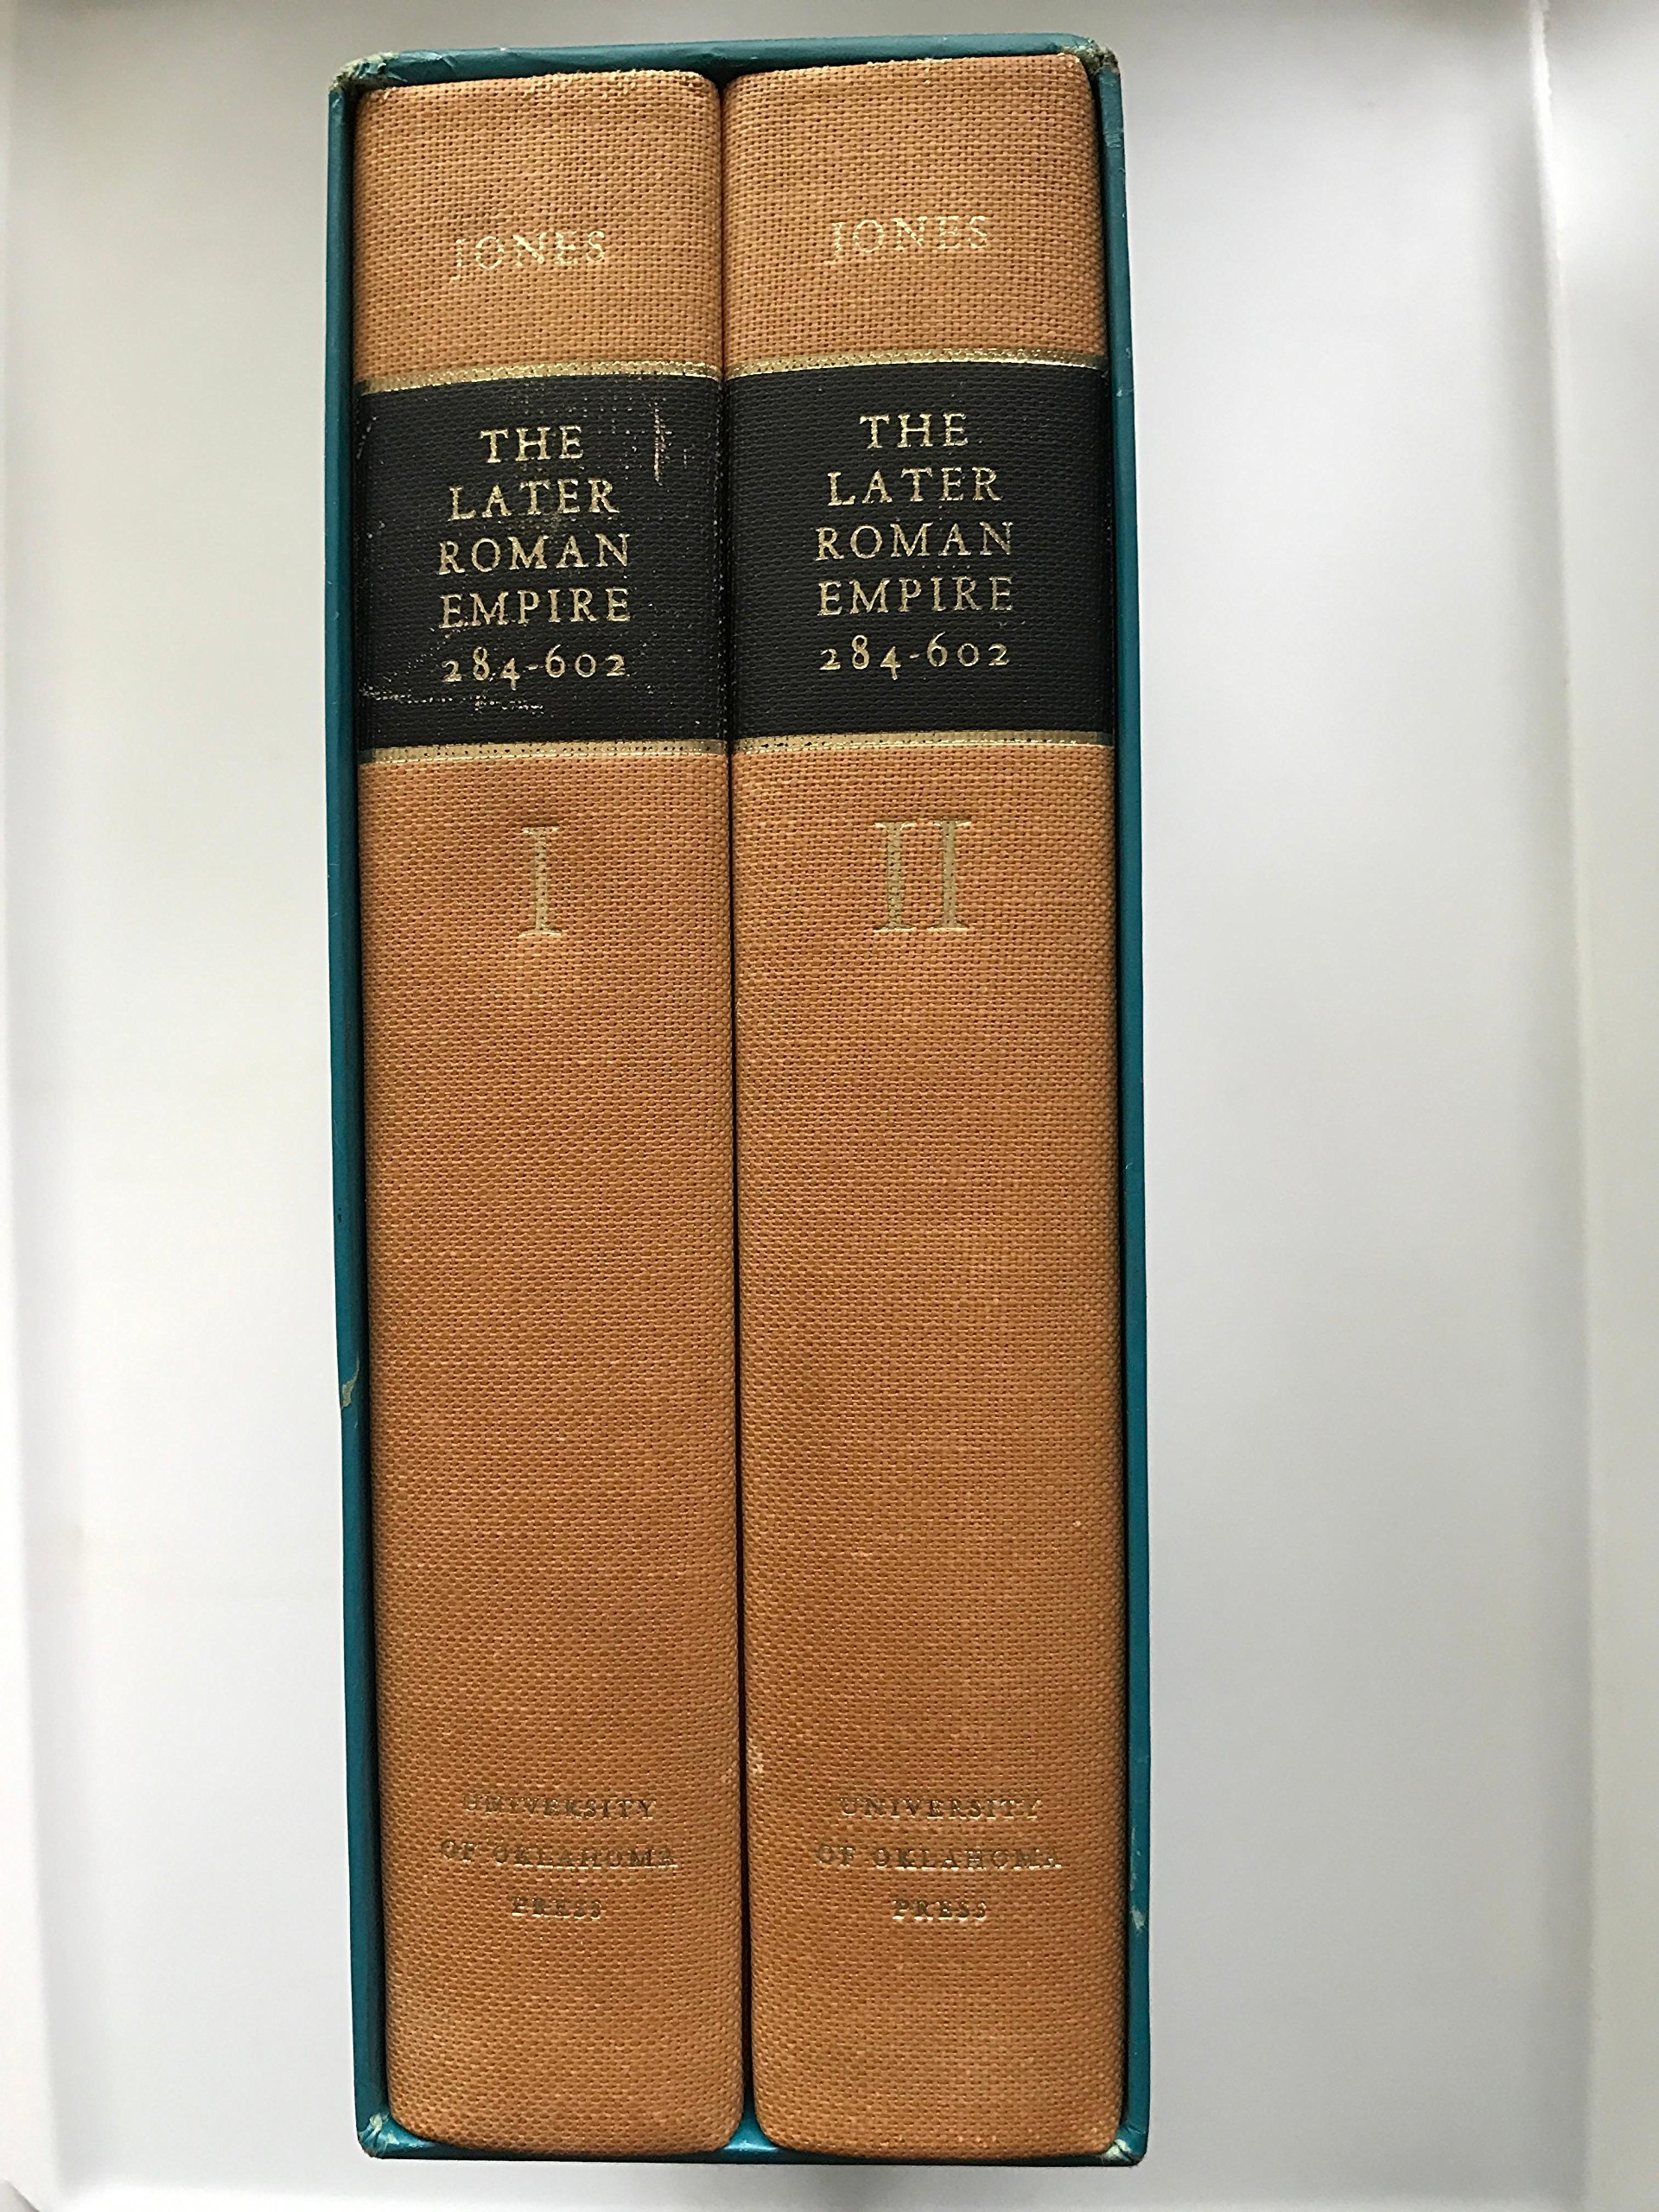 JONES
THE
LATER
ROMAN
EMPIRE
284-602
I
UNIVERSITY
OF OKLAHOMA
PRESS
JONES
THE
LATER
ROMAN
EMPIRE
284-602
II
UNIVERSITY
OF OKLAHOMA
PRESS